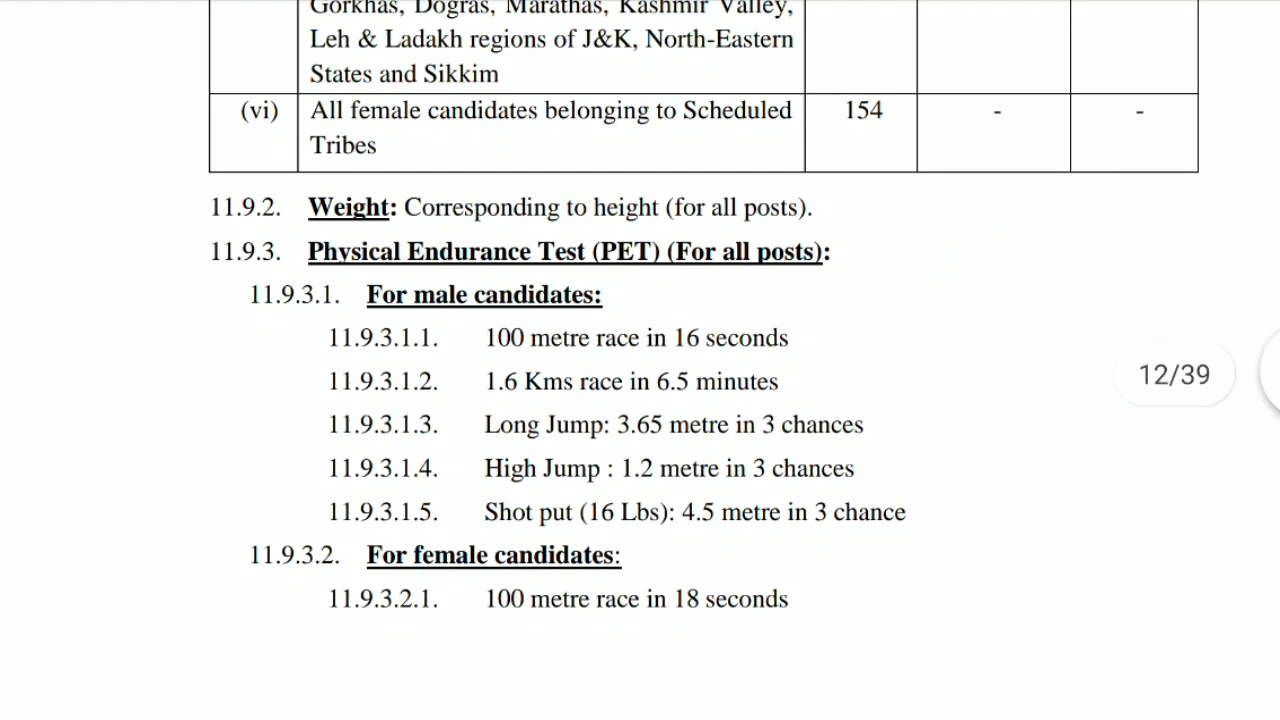 Gorkhas, Dogras, Marathas, Kashmir Valley,
Leh & Ladakh regions of J&K, North-Eastern
States and Sikkim
(vi) All female candidates belonging to Scheduled 154 - -
Tribes
11.9.2. Weight: Corresponding to height (for all posts).
11.9.3. Physical Endurance Test (PET) (For all posts):
11.9.3.1. For male candidates:
11.9.3.1.1. 100 metre race in 16 seconds
11.9.3.1.2. 1.6 Kms race in 6.5 minutes
12/39
11.9.3.1.3. Long Jump: 3.65 metre in 3 chances
11.9.3.1.4. High Jump : 1.2 metre in 3 chances
11.9.3.1.5. Shot put (16 Lbs): 4.5 metre in 3 chance
11.9.3.2. For female candidates:
11.9.3.2.1. 100 metre race in 18 seconds